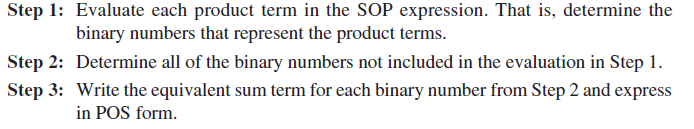 Step 1: Evaluate each product term in the SOP expression. That is, determine the
binary numbers that represent the product terms.
Step 2: Determine all of the binary numbers not included in the evaluation in Step 1.
Step 3: Write the equivalent sum term for each binary number from Step 2 and express
in POS form.